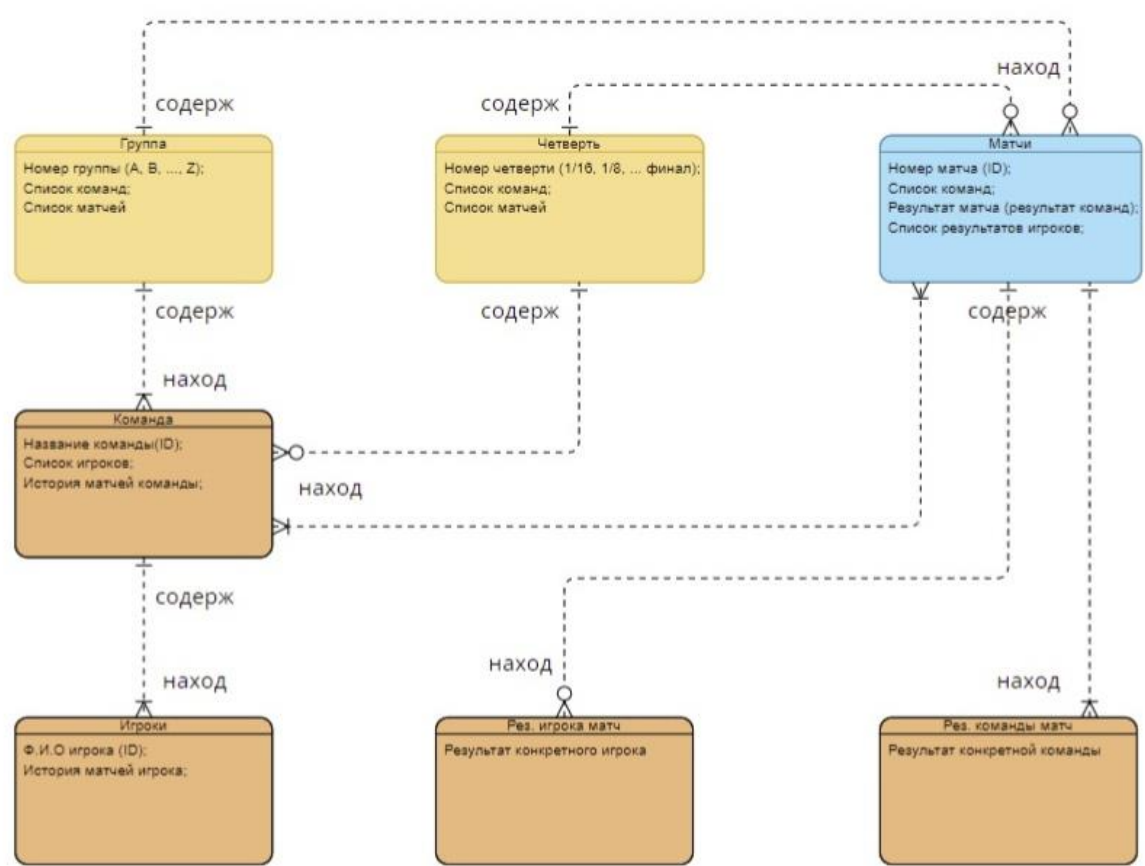 наход
содерж
содерж
Группа
Номер группы (A, B, ..., Z);
Список команд;
Список матчей
Четверть
Номер четверти (1/16, 1/8, ... финал);
Список команд;
Список матчей
Матчи
Номер матча (ID);
Список команд;
Результат матча (результат команд);
Список результатов игроков;
содерж
содерж
содерж
наход
Команда
Название команды(ID);
Список игроков;
История матчей команды;
наход
содерж
наход
наход
наход
Игроки
Ф.И.О игрока (ID);
История матчей игрока;
Рез. игрока матч
Результат конкретного игрока
Рез. команды матч
Результат конкретной команды